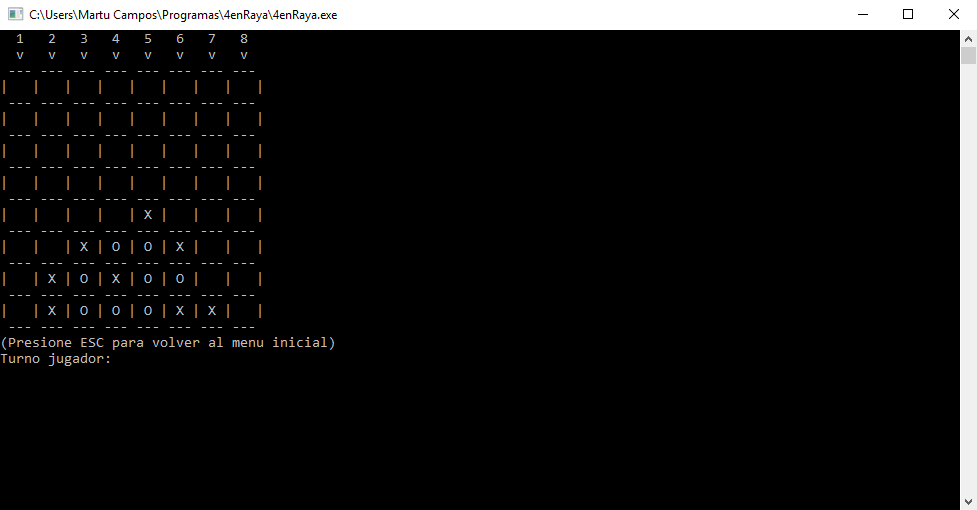 C:\Users\Martu Campos\Programas\4enRaya\4enRaya.exe
  1   2   3   4   5   6   7   8
  v   v   v   v   v   v   v   v
 --- --- --- --- --- --- --- ---
|   |   |   |   |   |   |   |   |
 --- --- --- --- --- --- --- ---
|   |   |   |   |   |   |   |   |
 --- --- --- --- --- --- --- ---
|   |   |   |   |   |   |   |   |
 --- --- --- --- --- --- --- ---
|   |   |   |   |   |   |   |   |
 --- --- --- --- --- --- --- ---
|   |   |   |   | X |   |   |   |
 --- --- --- --- --- --- --- ---
|   |   | X | O | O | X |   |   |
 --- --- --- --- --- --- --- ---
|   | X | O | X | O | O |   |   |
 --- --- --- --- --- --- --- ---
|   | X | O | O | O | X | X |   |
 --- --- --- --- --- --- --- ---
(Presione ESC para volver al menu inicial)
Turno jugador: